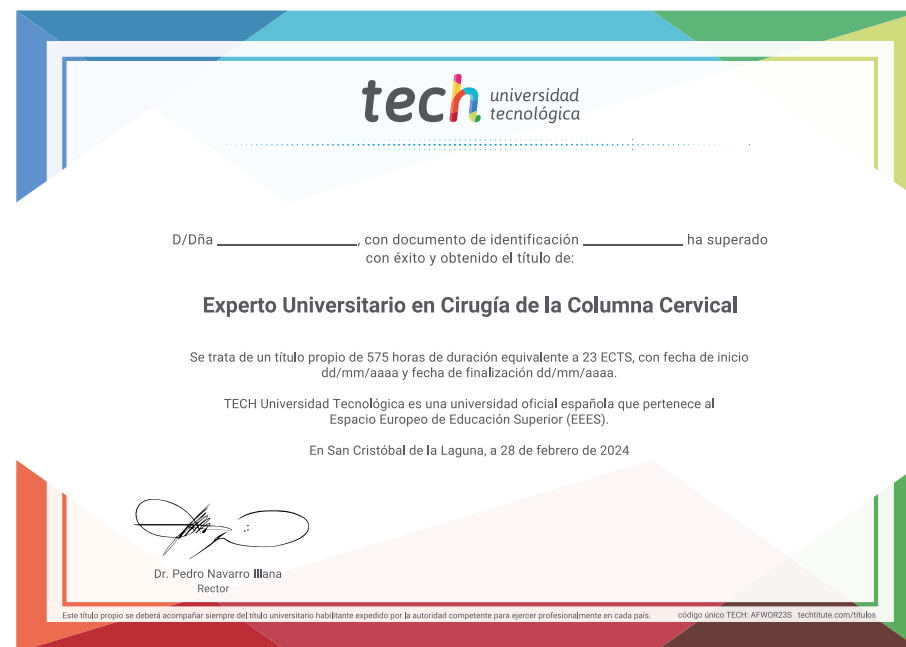 tech universidad
tecnológica
D/Dña ____________________, con documento de identificación ______________ ha superado
con éxito y obtenido el título de:
Experto Universitario en Cirugía de la Columna Cervical
Se trata de un título propio de 575 horas de duración equivalente a 23 ECTS, con fecha de inicio
dd/mm/aaaa y fecha de finalización dd/mm/aaaa.
TECH Universidad Tecnológica es una universidad oficial española que pertenece al
Espacio Europeo de Educación Superior (EEES).
En San Cristóbal de la Laguna, a 28 de febrero de 2024
Dr. Pedro Navarro Illana
Rector
Este título propio se deberá acompañar siempre del título universitario habilitante expedido por la autoridad competente para ejercer profesionalmente en cada país. código único TECH: AFWOR23S techtitute.com/titulos